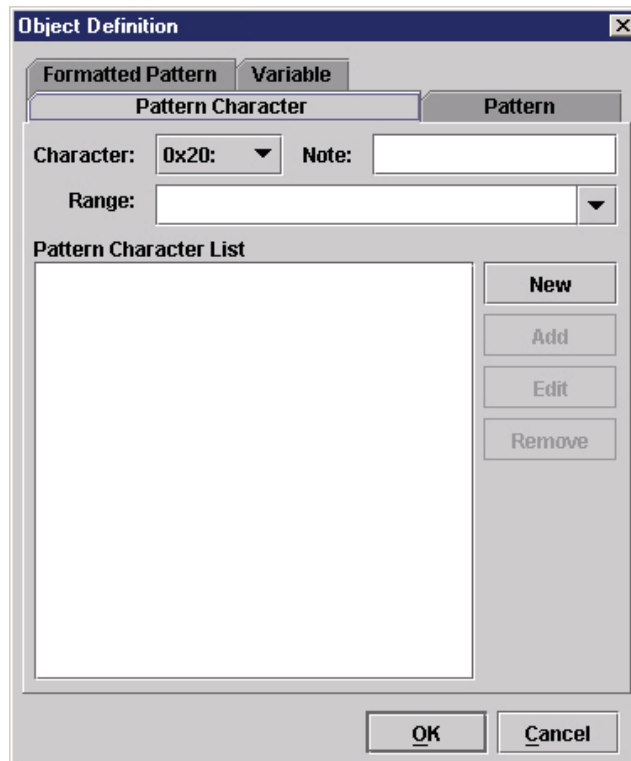 Object Definition
Formatted Pattern Variable
Pattern Character Pattern
Character: 0x20: Note:
Range:
Pattern Character List
New
Add
Edit
Remove
OK Cancel